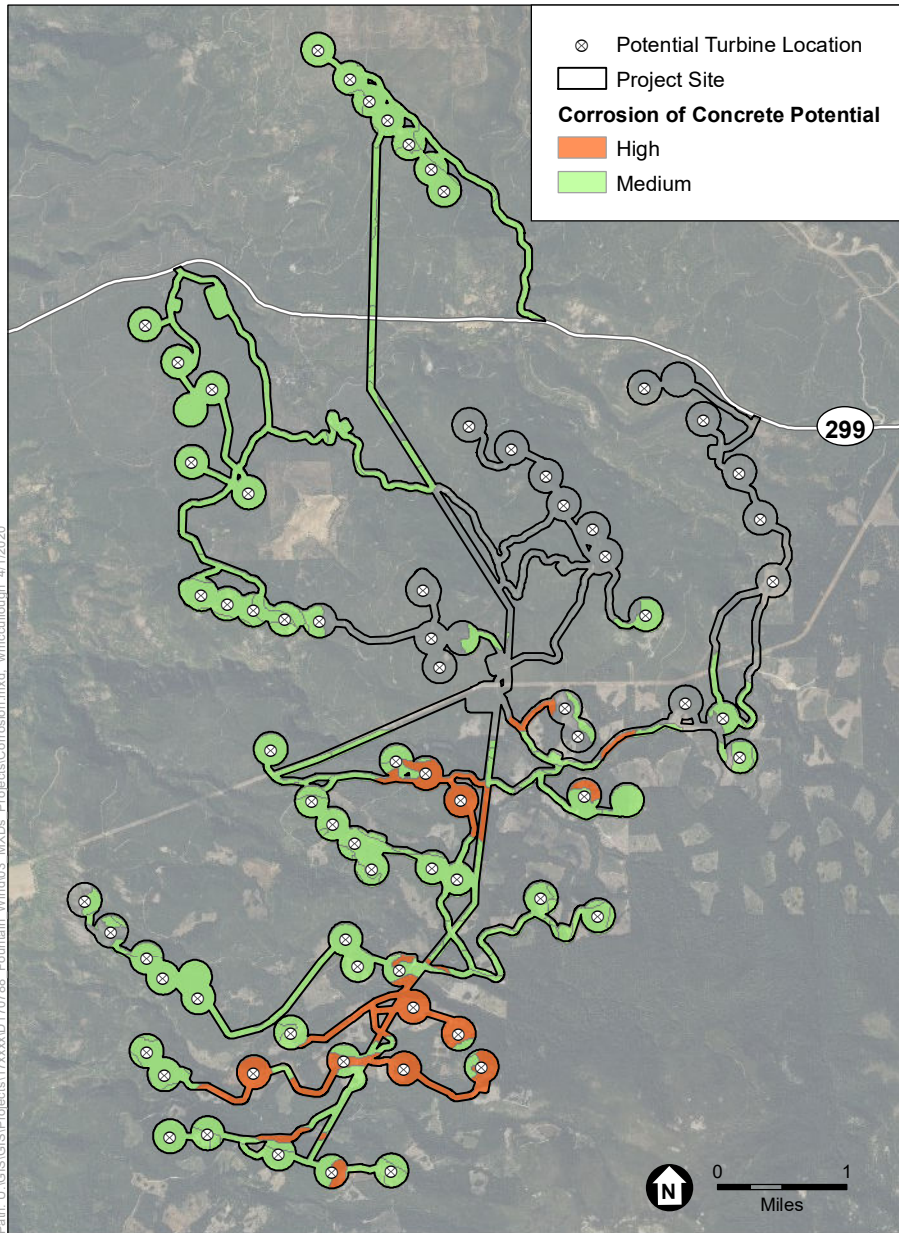 Potential Turbine Location
Project Site
Corrosion of Concrete Potential
High
Medium
299
N
0 1
Miles